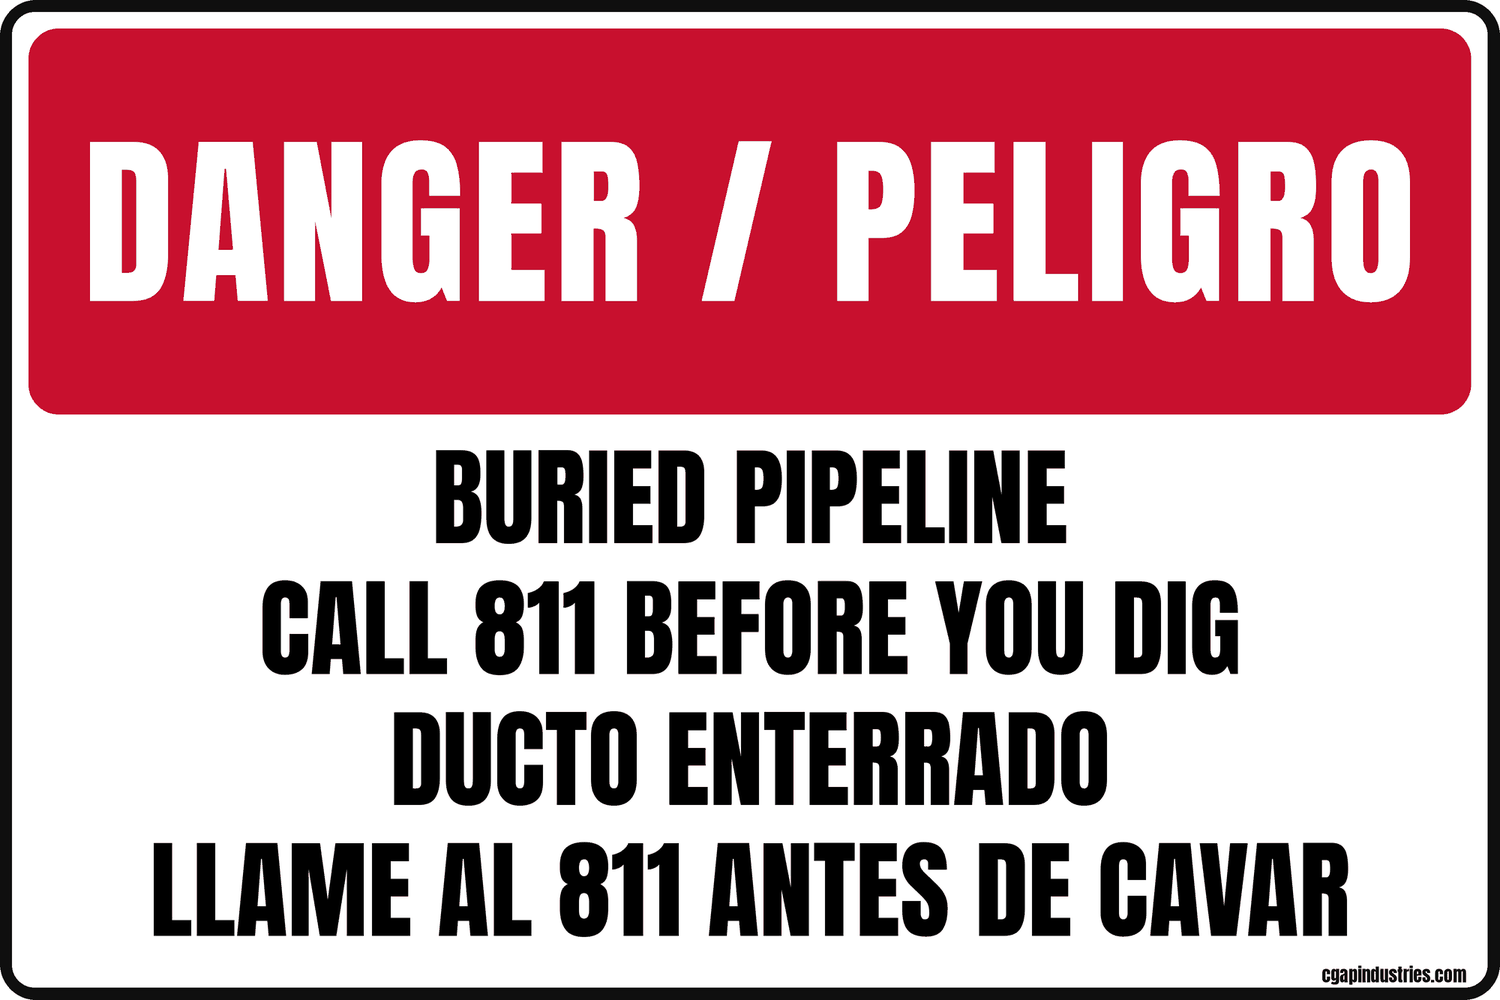 DANGER / PELIGRO
BURIED PIPELINE
CALL 811 BEFORE YOU DIG
DUCTO ENTERRADO
LLAME AL 811 ANTES DE CAVAR
cgapindustries.com